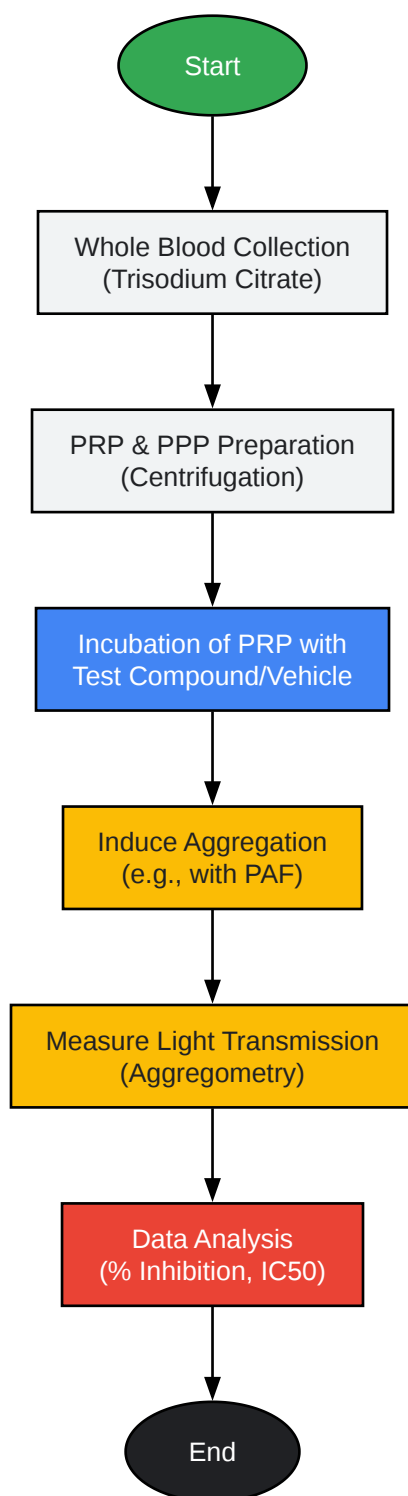 Start
Whole Blood Collection
(Trisodium Citrate)
PRP & PPP Preparation
(Centrifugation)
Incubation of PRP with
Test Compound/Vehicle
Induce Aggregation
(e.g., with PAF)
Measure Light Transmission
(Aggregometry)
Data Analysis
(% Inhibition, IC50)
End